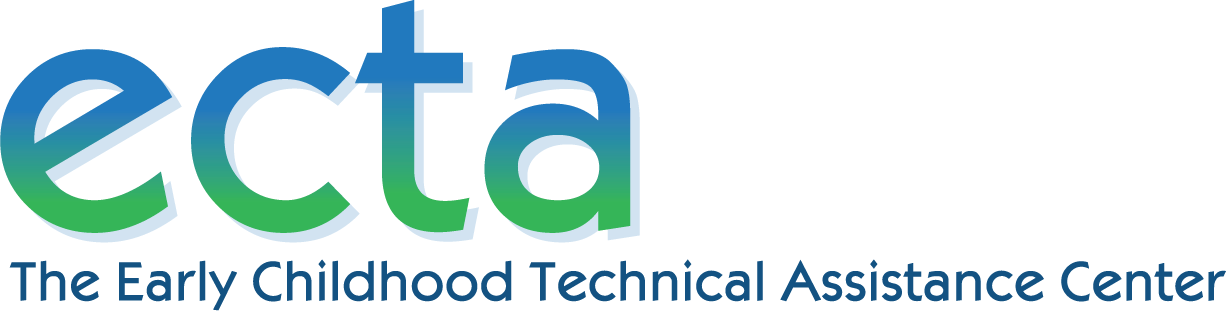 ecta
The Early Childhood Technical Assistance Center